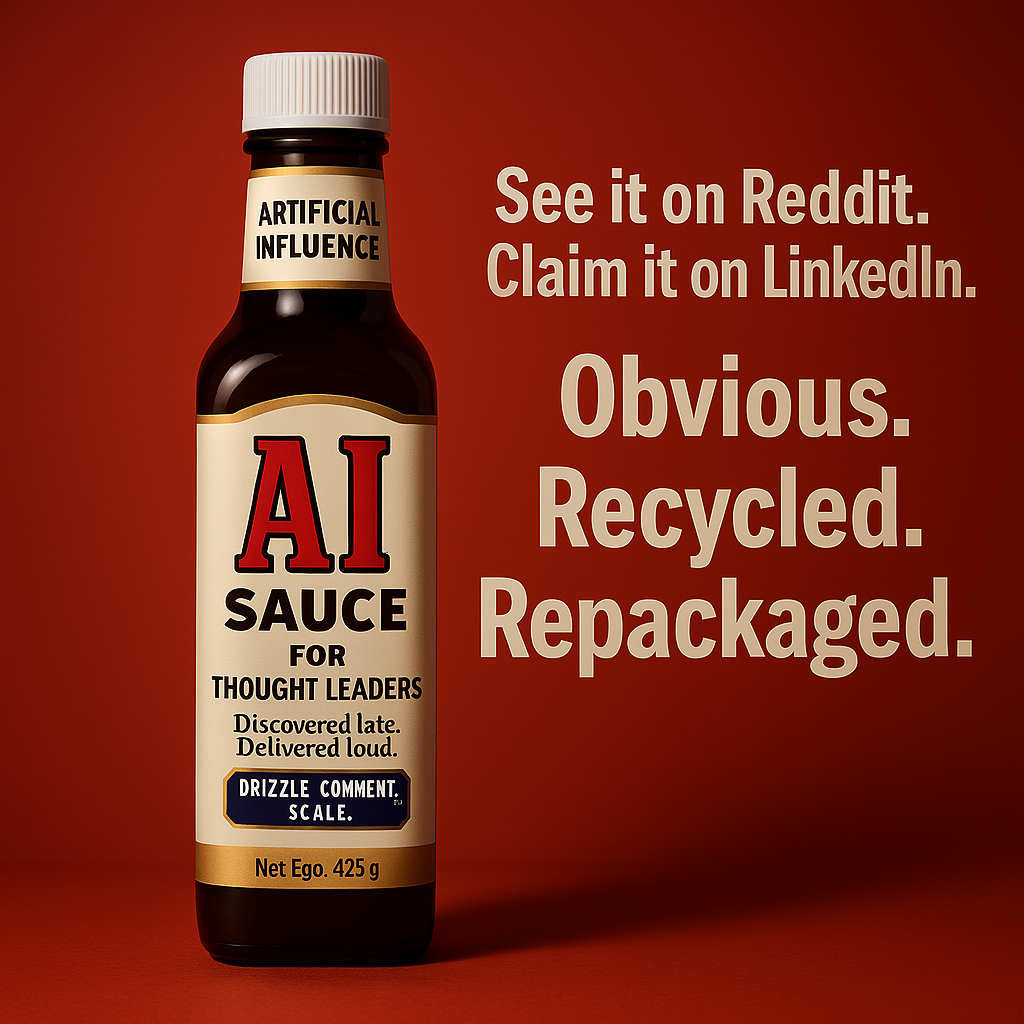 ARTIFICIAL
INFLUENCE
AI
SAUCE
FOR
THOUGHT LEADERS
Discovered late.
Delivered loud.
DRIZZLE COMMENT.
SCALE.
Net Ego. 425 g
See it on Reddit.
Claim it on LinkedIn.
Obvious.
Recycled.
Repackaged.